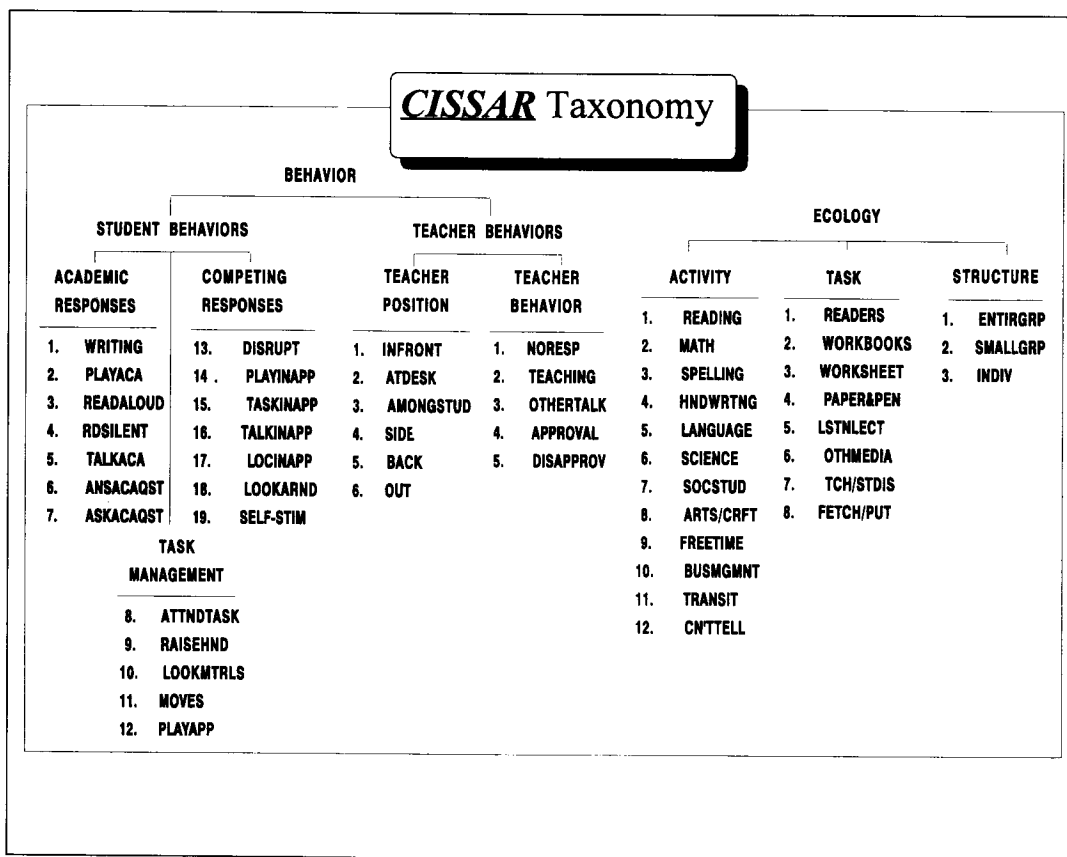 CISSAR Taxonomy
BEHAVIOR
STUDENT BEHAVIORS
ACADEMIC
RESPONSES
1. WRITING
2. PLAYACA
3. READALOUD
4. RDSILENT
5. TALKACA
6. ANSACAQST
7. ASKACAQST
COMPETING
RESPONSES
13. DISRUPT
14. PLAYINAPP
15. TASKINAPP
16. TALKINAPP
17. LOCINAPP
18. LOOKARND
19. SELF-STIM
TASK
MANAGEMENT
8. ATTNDTASK
9. RAISEHND
10. LOOKMTRLS
11. MOVES
12. PLAYAPP
TEACHER BEHAVIORS
TEACHER
POSITION
1. INFRONT
2. ATDESK
3. AMONGSTUD
4. SIDE
5. BACK
6. OUT
TEACHER
BEHAVIOR
1. NORESP
2. TEACHING
3. OTHERTALK
4. APPROVAL
5. DISAPPROV
ECOLOGY
ACTIVITY
1. READING
2. MATH
3. SPELLING
4. HNDWRTNG
5. LANGUAGE
6. SCIENCE
7. SOCSTUD
8. ARTS/CRFT
9. FREETIME
10. BUSMGMNT
11. TRANSIT
12. CN'TTELL
TASK
1. READERS
2. WORKBOOKS
3. WORKSHEET
4. PAPER&PEN
5. LSTNLECT
6. OTHMEDIA
7. TCH/STDIS
8. FETCH/PUT
STRUCTURE
1. ENTIRGRP
2. SMALLGRP
3. INDIV